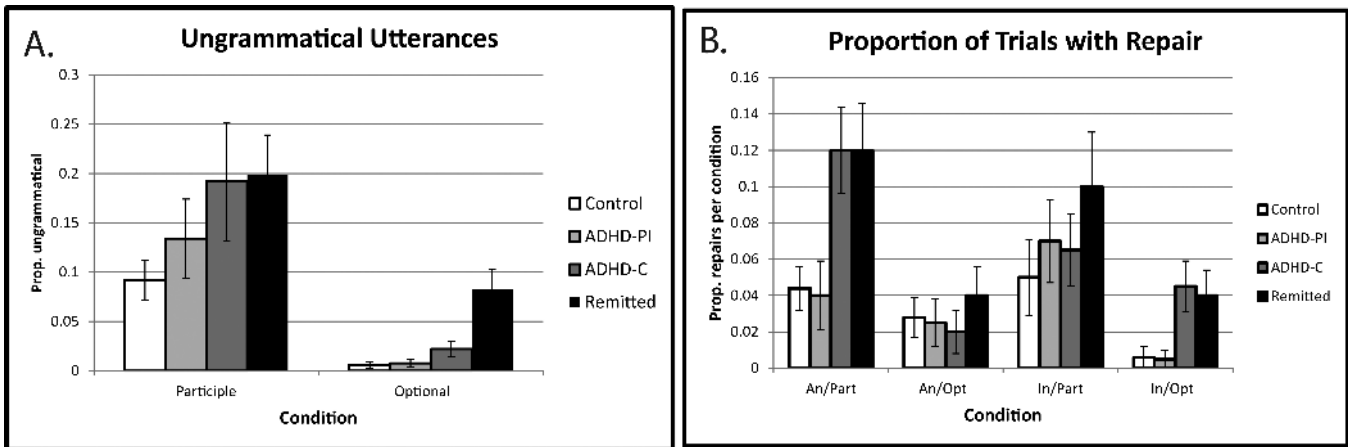 A.
Ungrammatical Utterances
0.3
0.25
0.2
0.15
0.1
0.05
0
Prop. ungrammatical
Participle
Optional
Condition
Control
ADHD-PI
ADHD-C
Remitted
B.
Proportion of Trials with Repair
0.16
0.14
0.12
0.1
0.08
0.06
0.04
0.02
0
Prop. repairs per condition
An/Part
An/Opt
In/Part
In/Opt
Condition
Control
ADHD-PI
ADHD-C
Remitted